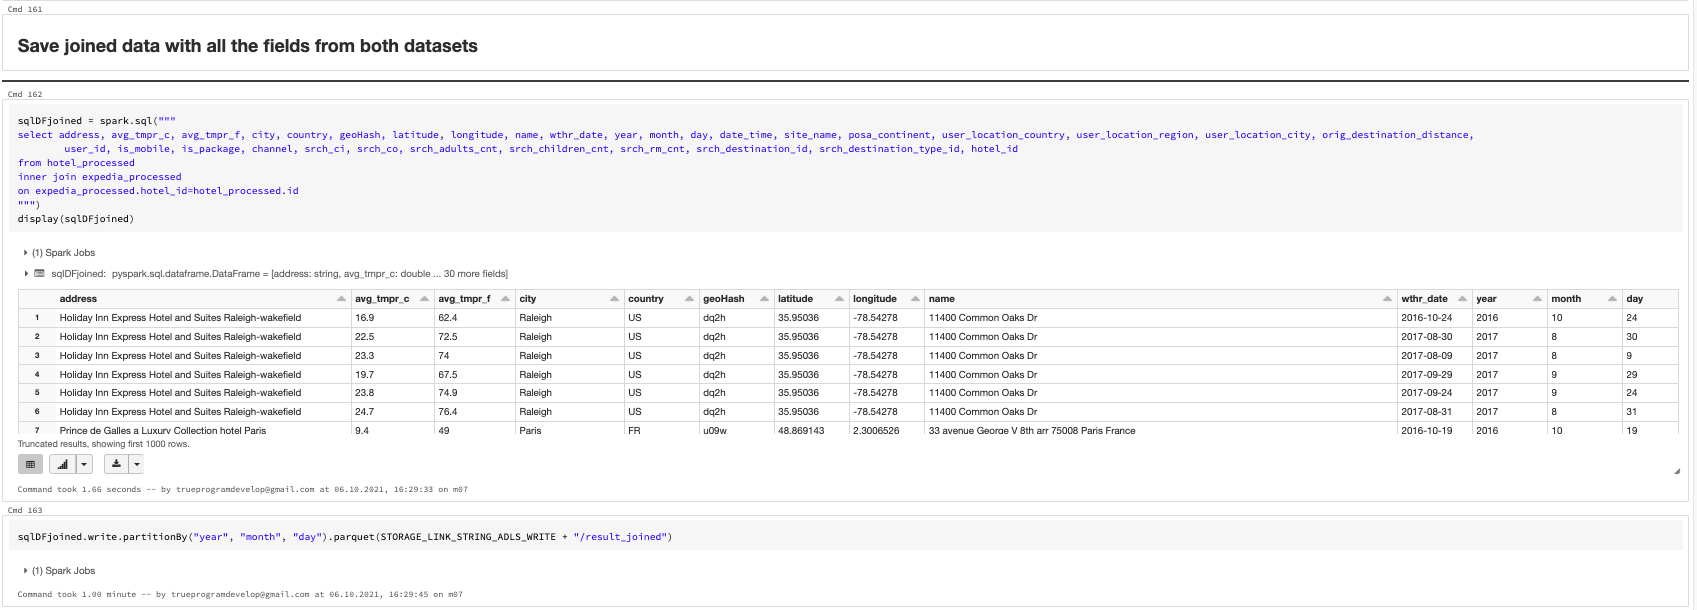 Cmd 161
Save joined data with all the fields from both datasets
Cmd 162
sqlDFjoined = spark.sql("""
select address, avg_tmpr_c, avg_tmpr_f, city, country, geoHash, latitude, longitude, name, wthr_date, year, month, day, date_time, site_name, posa_continent, user_location_country, user_location_region, user_location_city, orig_destination_distance,
user_id, is_mobile, is_package, channel, srch_ci, srch_co, srch_adults_cnt, srch_children_cnt, srch_rm_cnt, srch_destination_id, srch_destination_type_id, hotel_id
from hotel_processed
inner join expedia_processed
on expedia_processed.hotel_id=hotel_processed.id
""")
display(sqlDFjoined)
(1) Spark Jobs
sqlDFjoined: pyspark.sql.dataframe.DataFrame = [address: string, avg_tmpr_c: double ... 30 more fields]
address avg_tmpr_c avg_tmpr_f city country geoHash latitude longitude name wthr_date year month day
1 Holiday Inn Express Hotel and Suites Raleigh-wakefield 16.9 62.4 Raleigh US dq2h 35.95036 -78.54278 11400 Common Oaks Dr 2016-10-24 2016 10 24
2 Holiday Inn Express Hotel and Suites Raleigh-wakefield 22.5 72.5 Raleigh US dq2h 35.95036 -78.54278 11400 Common Oaks Dr 2017-08-30 2017 8 30
3 Holiday Inn Express Hotel and Suites Raleigh-wakefield 23.3 74 Raleigh US dq2h 35.95036 -78.54278 11400 Common Oaks Dr 2017-08-09 2017 8 9
4 Holiday Inn Express Hotel and Suites Raleigh-wakefield 19.7 67.5 Raleigh US dq2h 35.95036 -78.54278 11400 Common Oaks Dr 2017-09-29 2017 9 29
5 Holiday Inn Express Hotel and Suites Raleigh-wakefield 23.8 74.9 Raleigh US dq2h 35.95036 -78.54278 11400 Common Oaks Dr 2017-09-24 2017 9 24
6 Holiday Inn Express Hotel and Suites Raleigh-wakefield 24.7 76.4 Raleigh US dq2h 35.95036 -78.54278 11400 Common Oaks Dr 2017-08-31 2017 8 31
7 Prince de Galles a Luxury Collection hotel Paris 9.4 49 Paris FR u09w 48.869143 2.3006526 33 avenue George V 8th arr 75008 Paris France 2016-10-19 2016 10 19
Truncated results, showing first 1000 rows.
Command took 1.66 seconds -- by trueprogramdevelop@gmail.com at 06.10.2021, 16:29:33 on m07
Cmd 163
sqlDFjoined.write.partitionBy("year", "month", "day").parquet(STORAGE_LINK_STRING_ADLS_WRITE + "/result_joined")
(1) Spark Jobs
Command took 1.00 minute -- by trueprogramdevelop@gmail.com at 06.10.2021, 16:29:45 on m07